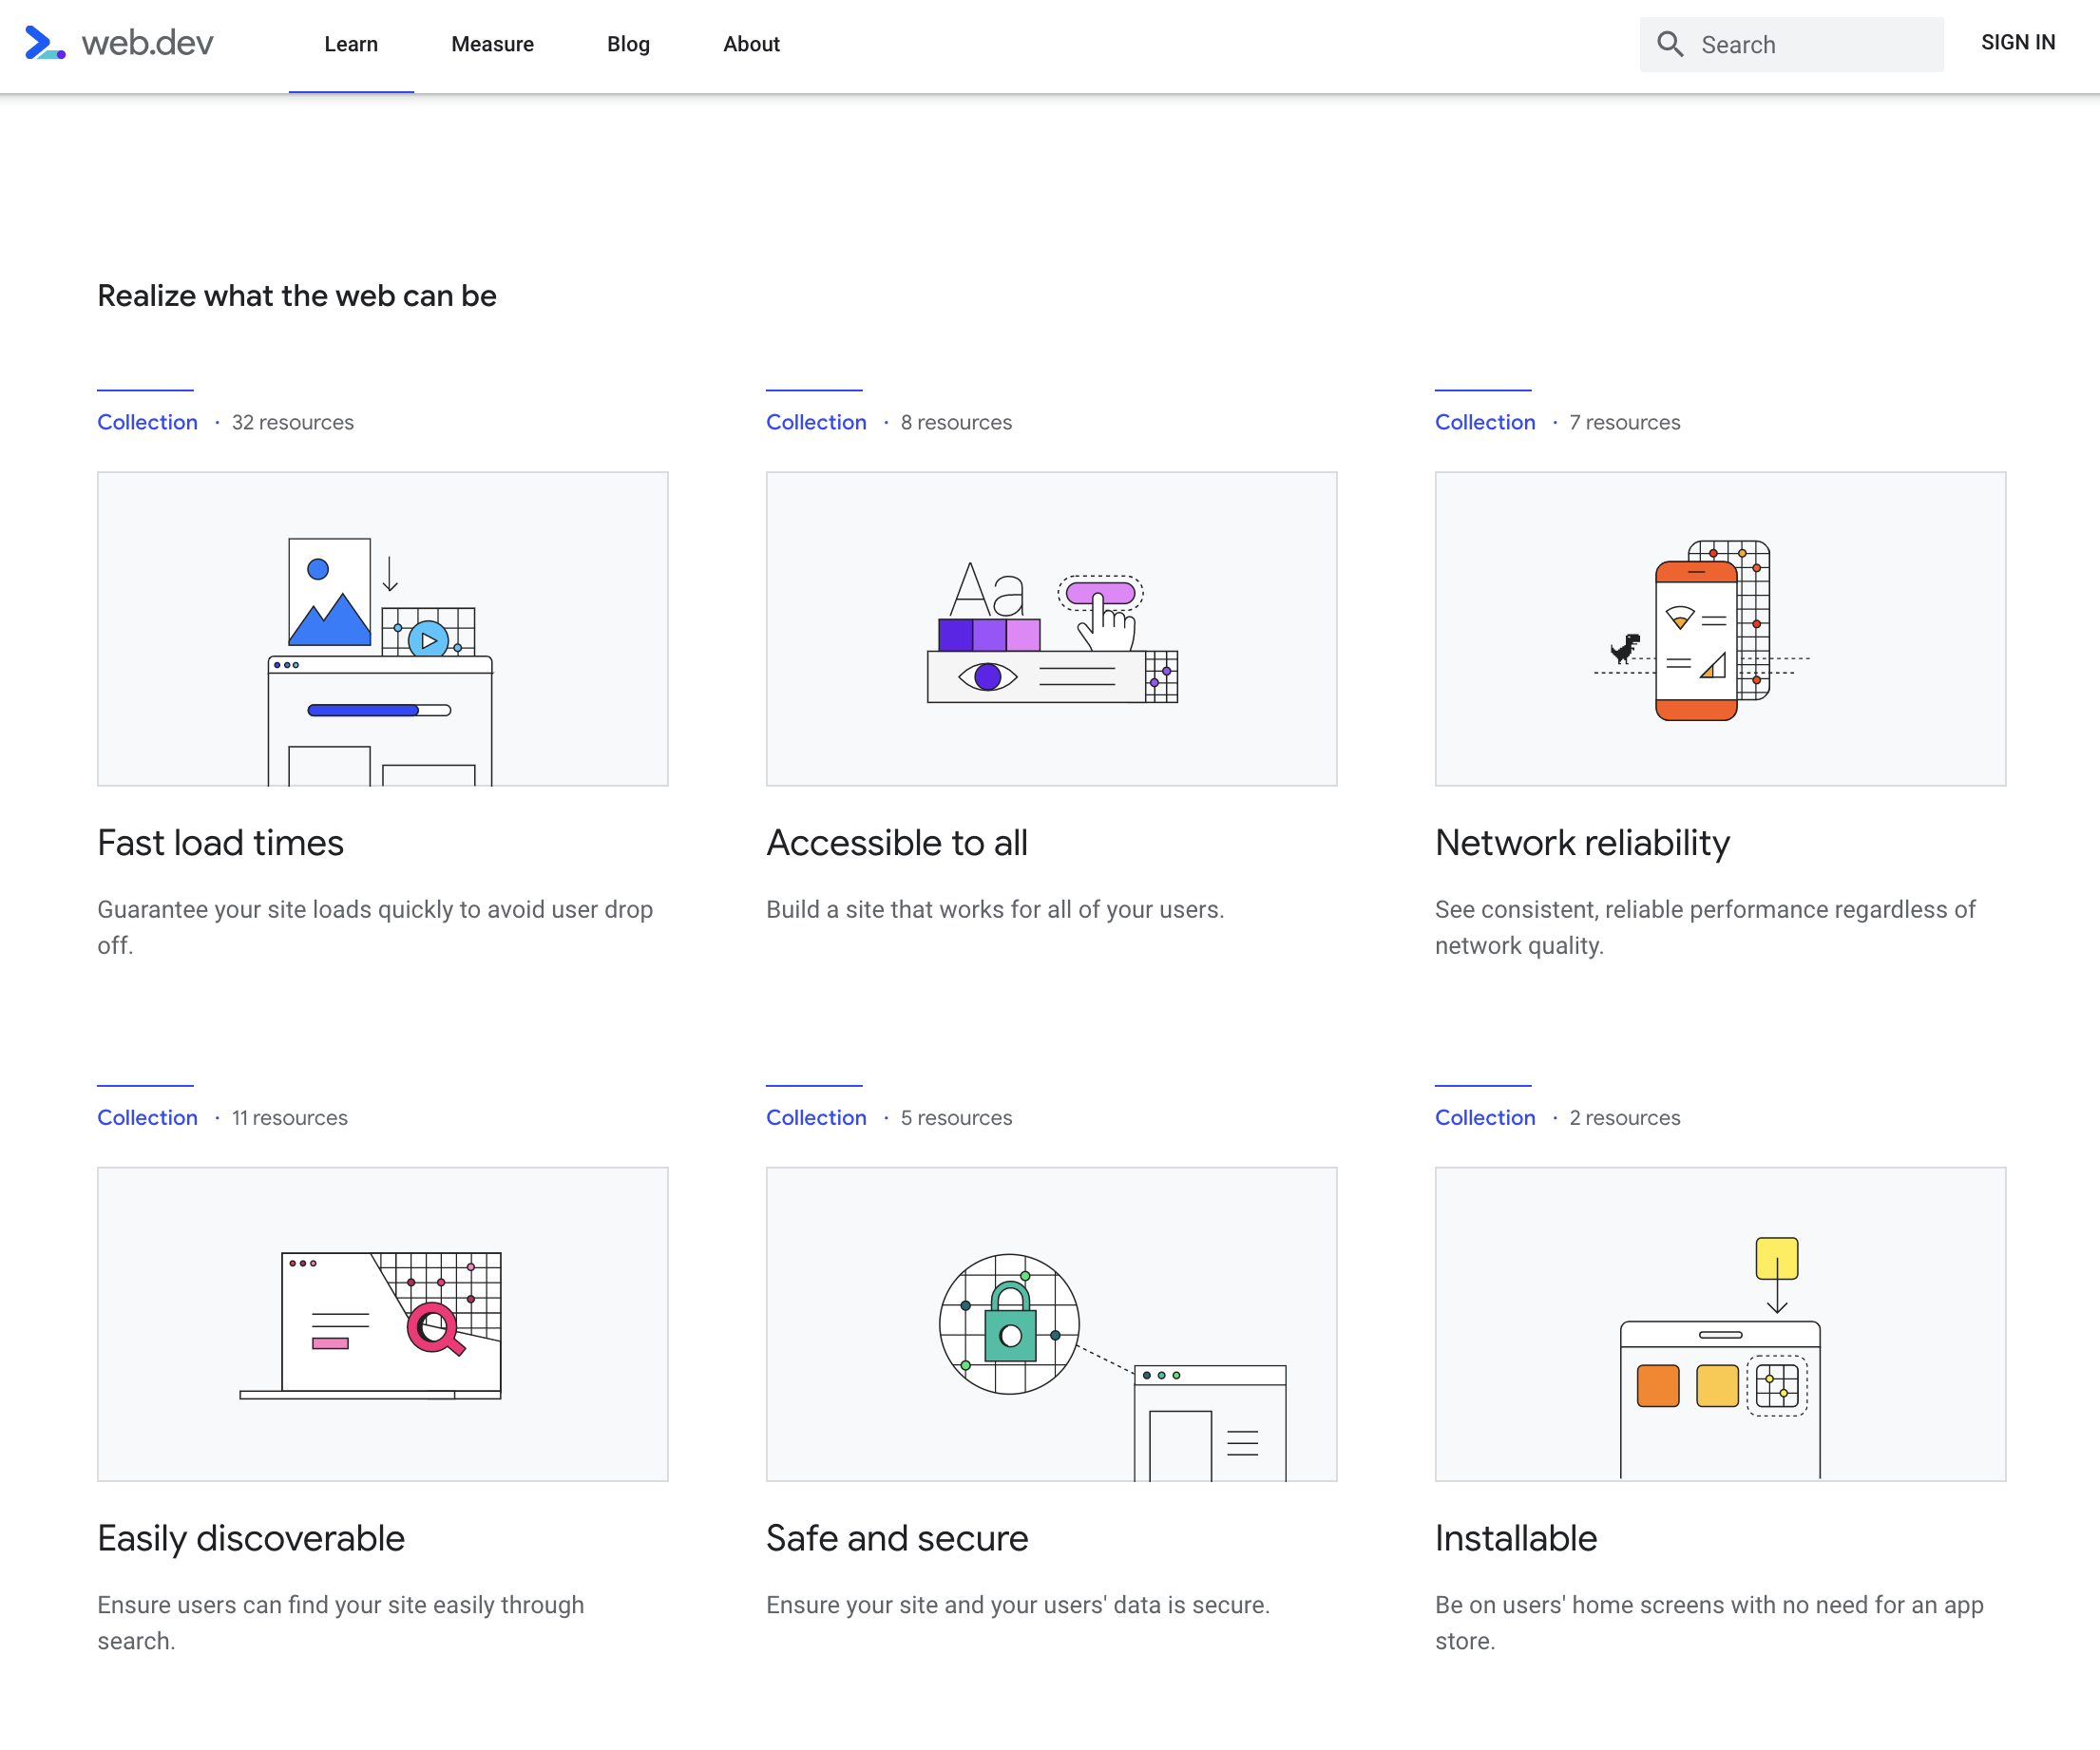 web.dev
Learn
Measure
Blog
About
Search
SIGN IN
Realize what the web can be
Collection · 32 resources
Aa
Fast load times
Guarantee your site loads quickly to avoid user drop
off.
Collection · 8 resources
Accessible to all
Build a site that works for all of your users.
Collection · 7 resources
Network reliability
See consistent, reliable performance regardless of
network quality.
Collection · 11 resources
Easily discoverable
Ensure users can find your site easily through
search.
Collection · 5 resources
Safe and secure
Ensure your site and your users' data is secure.
Collection · 2 resources
Installable
Be on users' home screens with no need for an app
store.